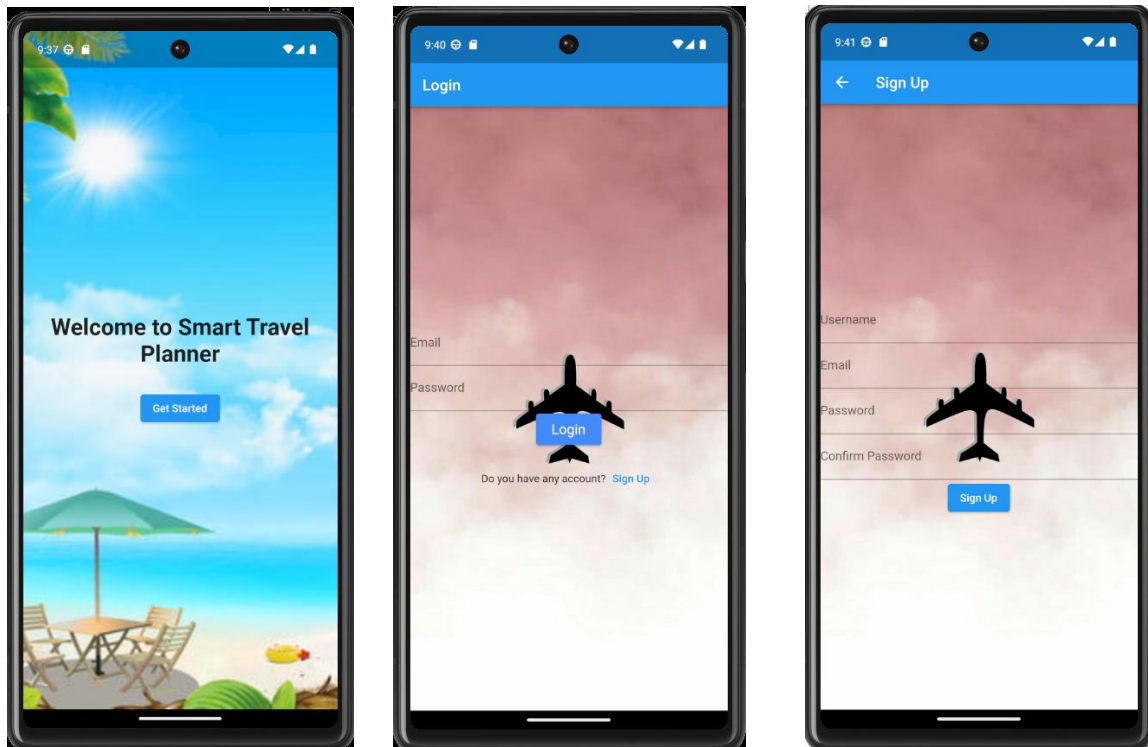 9:37
Welcome to Smart Travel
Planner
Get Started
9:40
Login
Email
Password
Login
Do you have any account? Sign Up
9:41
Sign Up
Username
Email
Password
Confirm Password
Sign Up